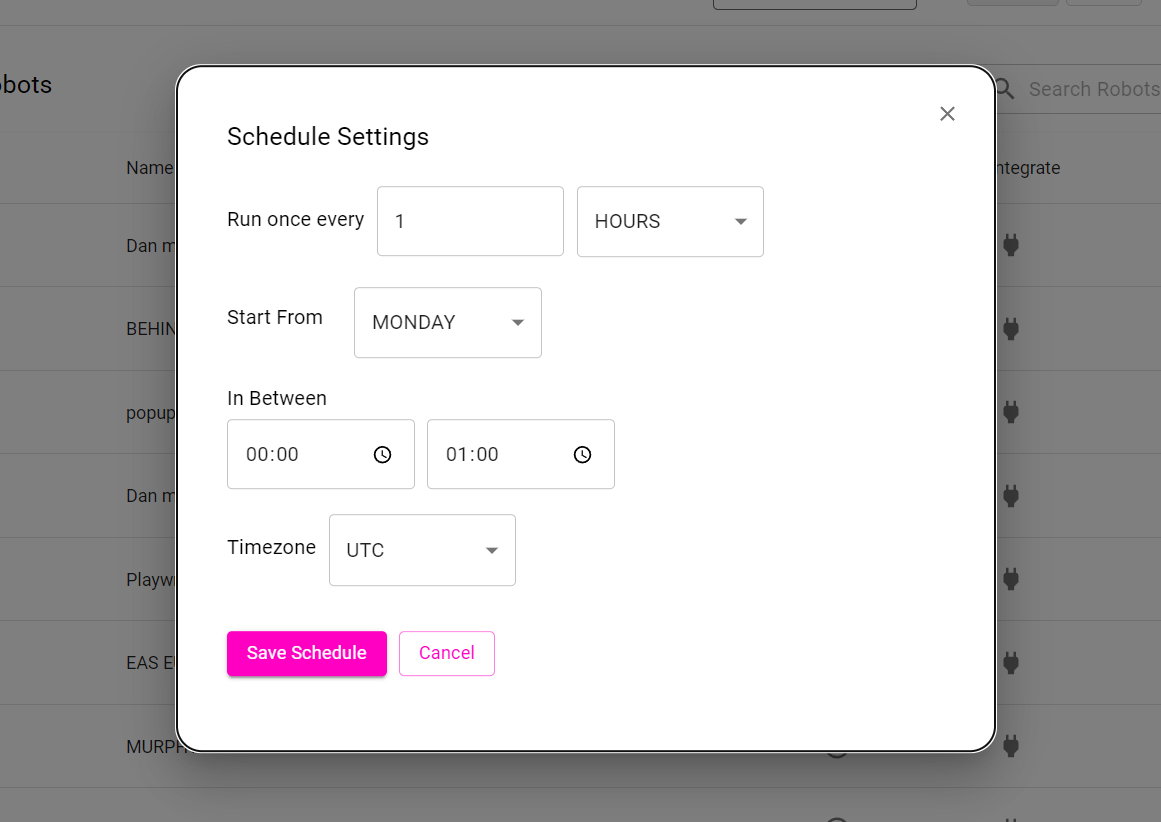 obots
Search Robots
Schedule Settings
Name
ntegrate
Run once every 1 HOURS
Dan m
BEHIN
Start From MONDAY
In Between
popup
00:00 01:00
Dan m
Timezone UTC
Playw
Save Schedule Cancel
EAS E
MURPH